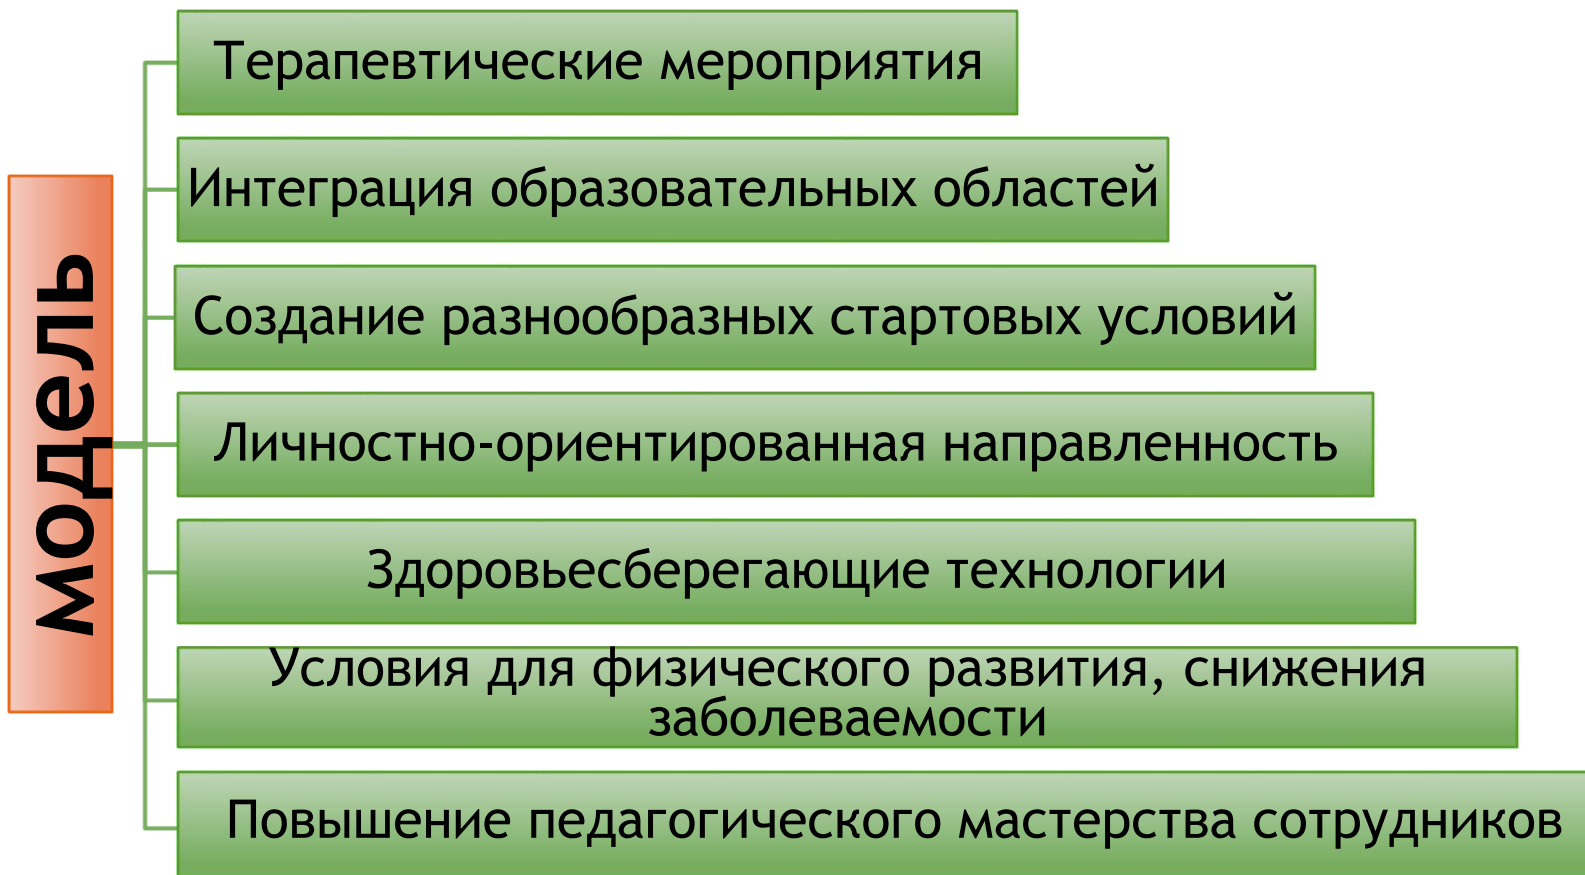 модель
Терапевтические мероприятия
Интеграция образовательных областей
Создание разнообразных стартовых условий
Личностно-ориентированная направленность
Здоровьесберегающие технологии
Условия для физического развития, снижения
заболеваемости
Повышение педагогического мастерства сотрудников